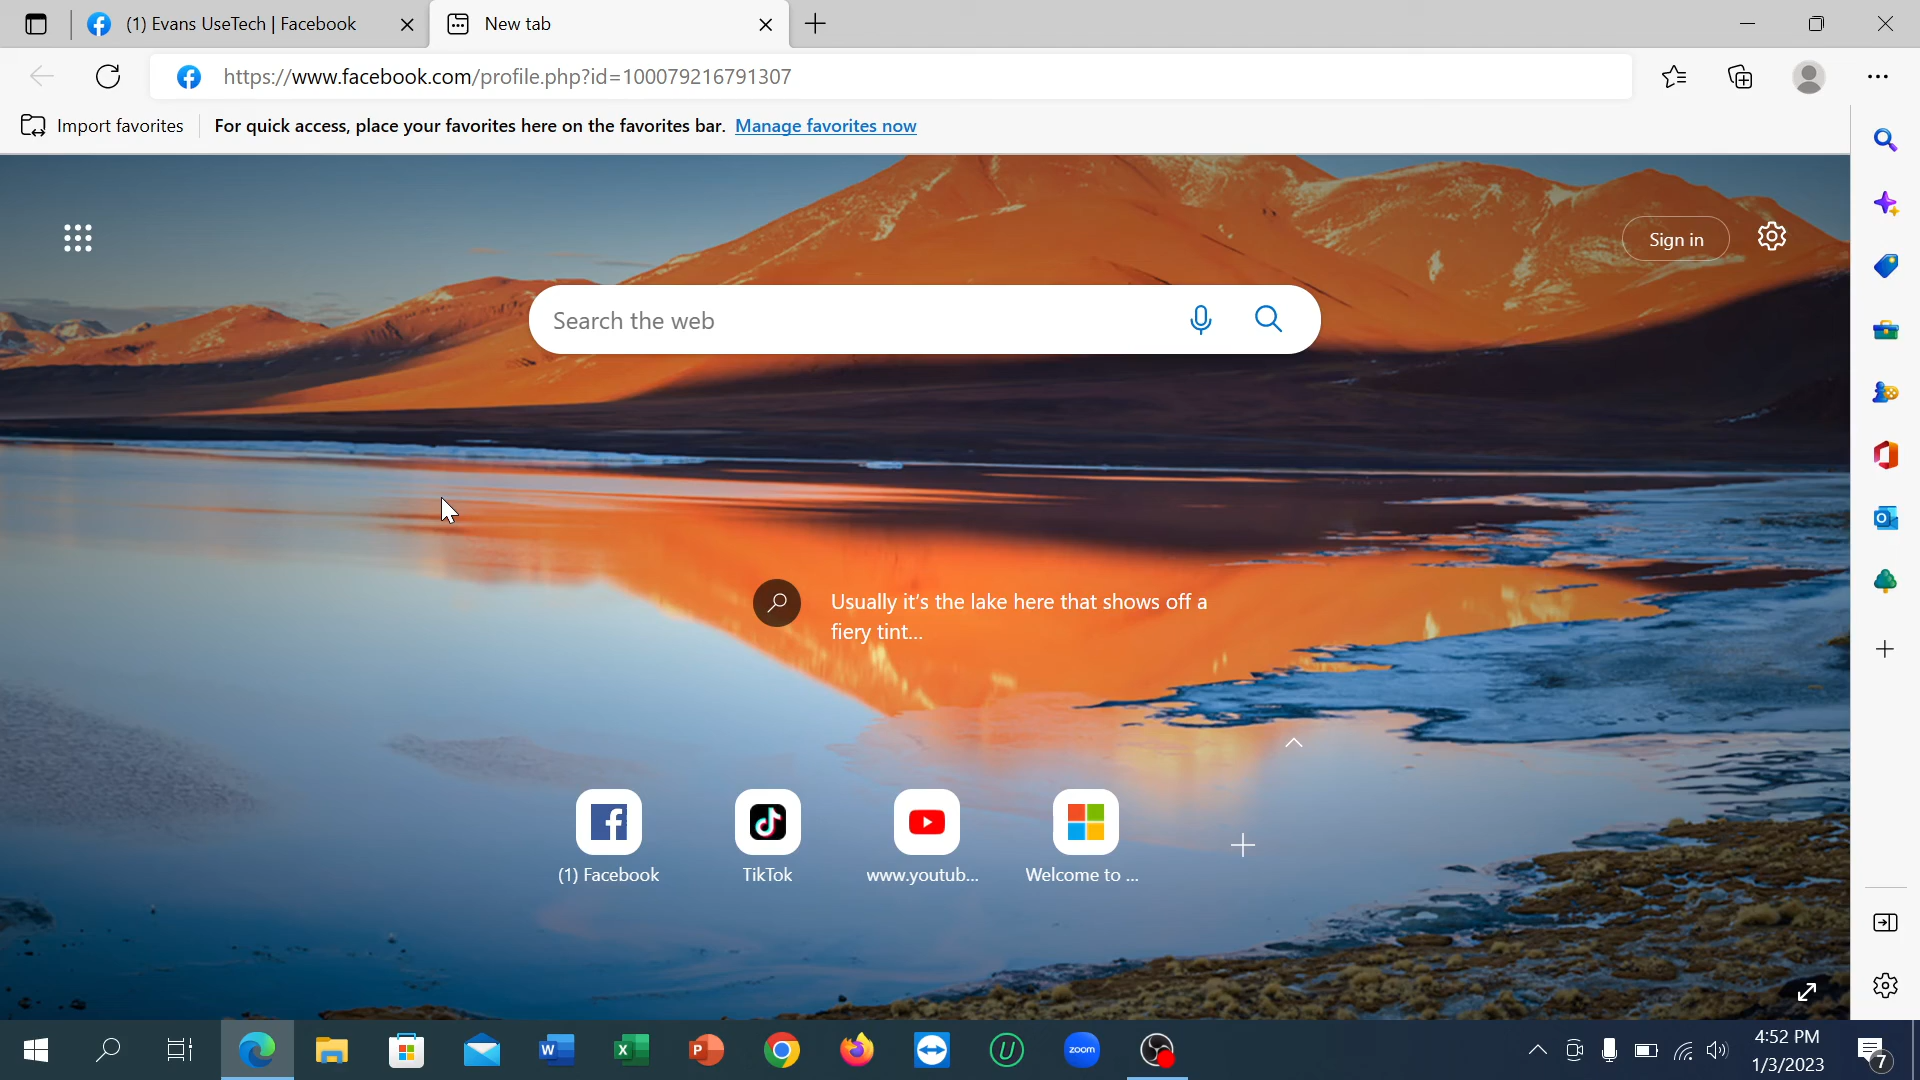 (1) Evans UseTech | Facebook
New tab
https://www.facebook.com/profile.php?id=100079216791307
Import favorites
For quick access, place your favorites here on the favorites bar. Manage favorites now
Sign in
Search the web
Usually it's the lake here that shows off a
fiery tint...
(1) Facebook
TikTok
www.youtub...
Welcome to ...
zoom
4:52 PM
1/3/2023
7